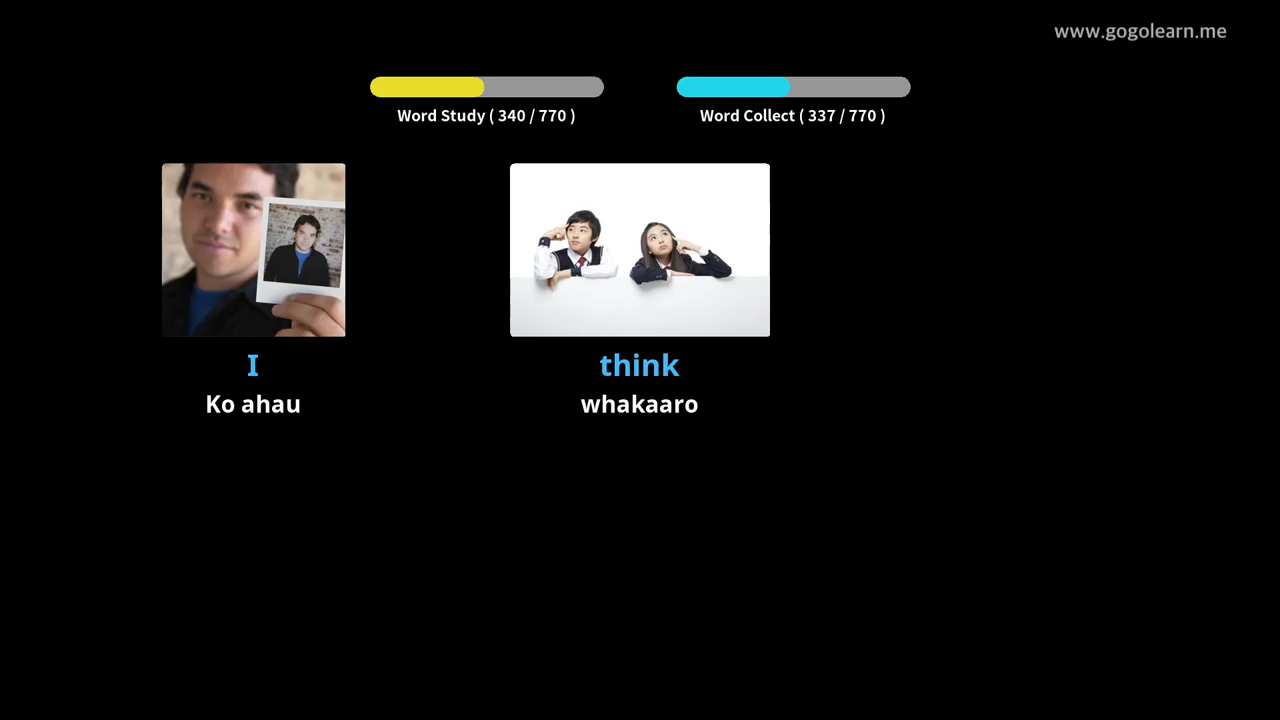 www.gogolearn.me
Word Study ( 340 / 770 )
Word Collect ( 337 / 770 )
I
think
Ko ahau
whakaaro